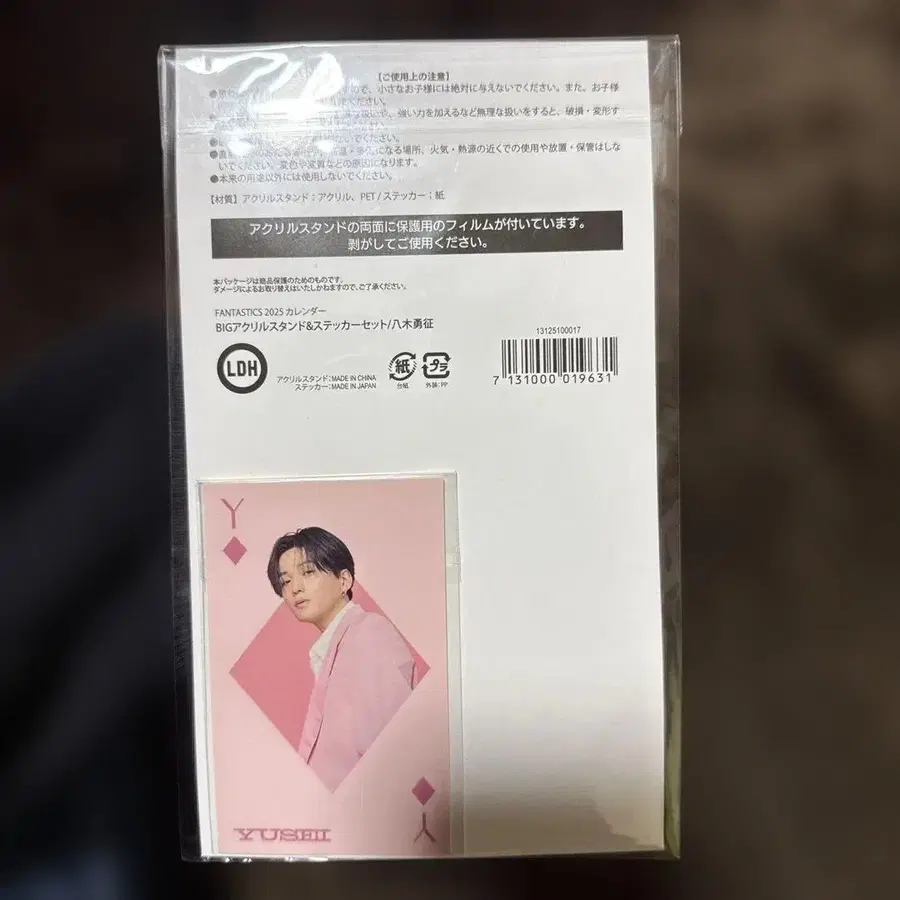 【ご使用上の注意】
ので、小さなお子様には絶対に与えないでください。また、お子様
ください。
扱いや、強い力を加えるなど無理な扱いをすると、破損・変形す
でください。
になる場所、火気・熱源の近くでの使用や放置・保管はしな
いでください。変色や変質などの原因になります。
●本来の用途以外には使用しないでください。
【材質】アクリルスタンド：アクリル、PET / ステッカー：紙
アクリルスタンドの両面に保護用のフィルムが付いています。
剥がしてご使用ください。
本パッケージは商品保護のためのものです。
ダメージによるお取り替えはいたしかねますので、ご了承ください。
FANTASTICS 2025 カレンダー
BIGアクリルスタンド&ステッカーセット/八木勇征
LDH
アクリルスタンド：MADE IN CHINA
ステッカー：MADE IN JAPAN
紙
台紙
プラ
外装：PP
13125100017
7 131000 019631
Y
YUSEI
Y